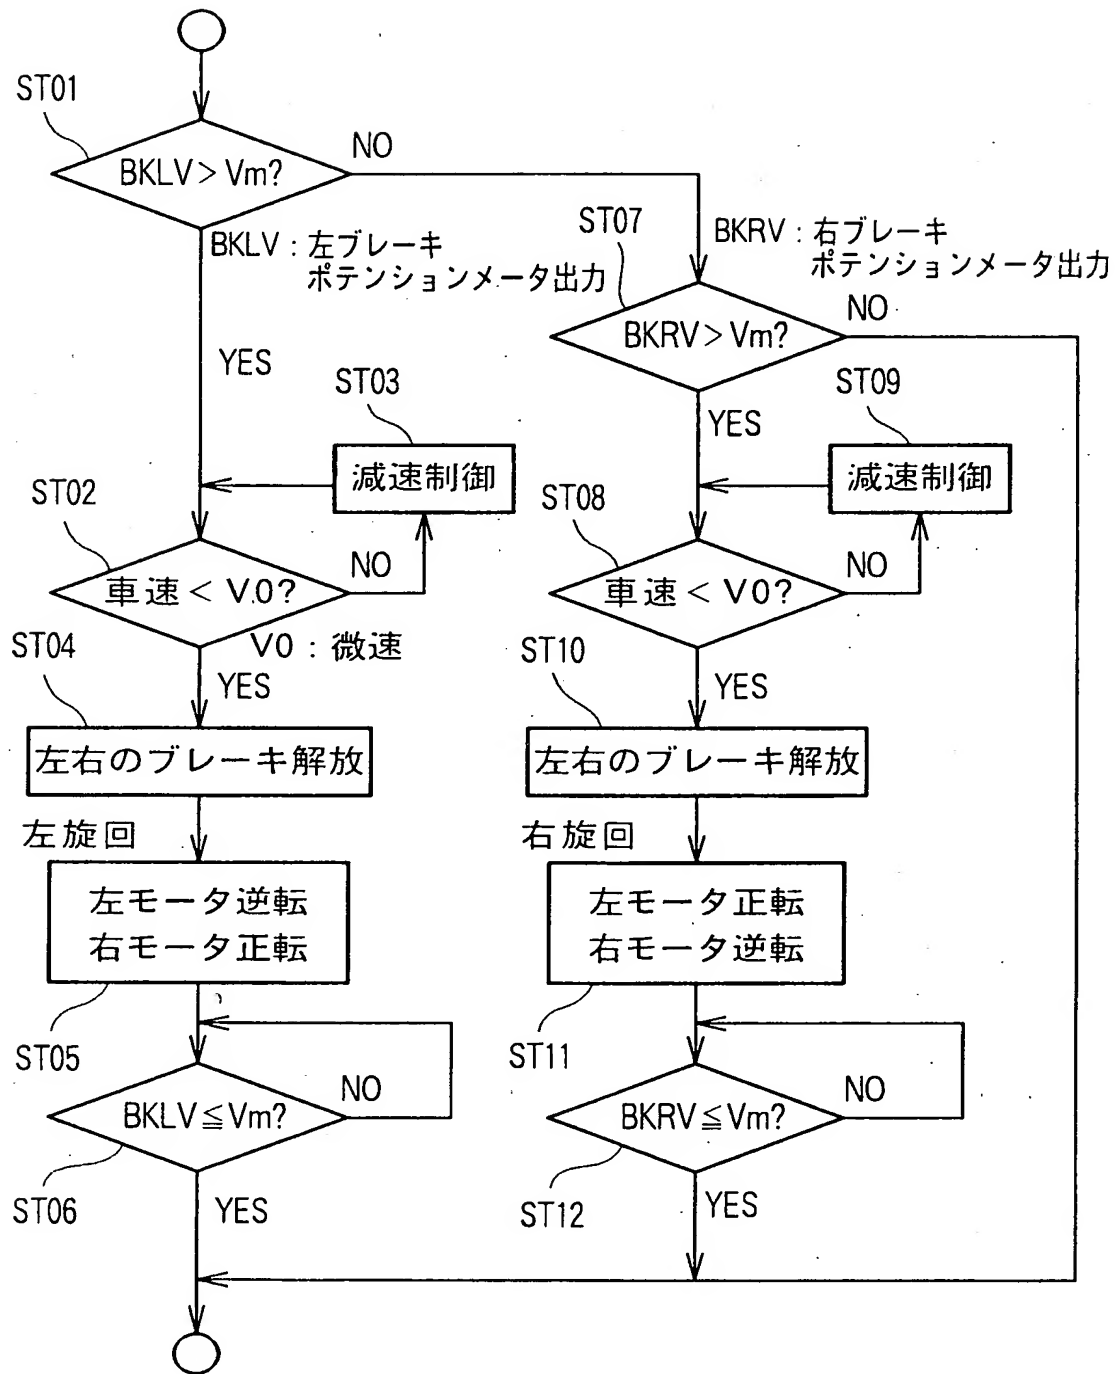 ST01
BKLV>Vm?
NO
BKLV:左ブレーキ
ポテンションメータ出力
YES
ST07
BKRV:右ブレーキ
ポテンションメータ出力
BKRV>Vm?
NO
YES
ST03
減速制御
ST02
車速<V0?
NO
V0:微速
YES
ST09
減速制御
ST08
車速<V0?
NO
YES
ST04
左右のブレーキ解放
ST10
左右のブレーキ解放
左旋回
左モータ逆転
右モータ正転
ST05
右旋回
左モータ正転
右モータ逆転
ST11
BKLV≦Vm?
NO
ST06
YES
BKRV≦Vm?
NO
ST12
YES